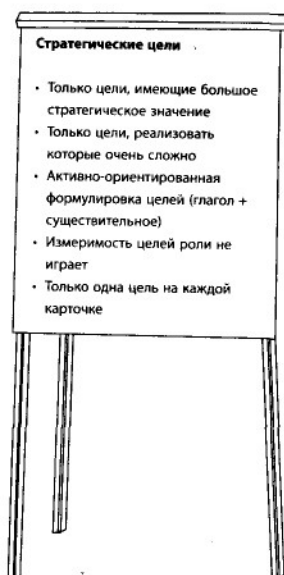 Стратегические цели
• Только цели, имеющие большое
стратегическое значение
• Только цели, реализовать
которые очень сложно
• Активно-ориентированная
формулировка целей (глагол +
существительное)
• Измеримость целей роли не
играет
• Только одна цель на каждой
карточке